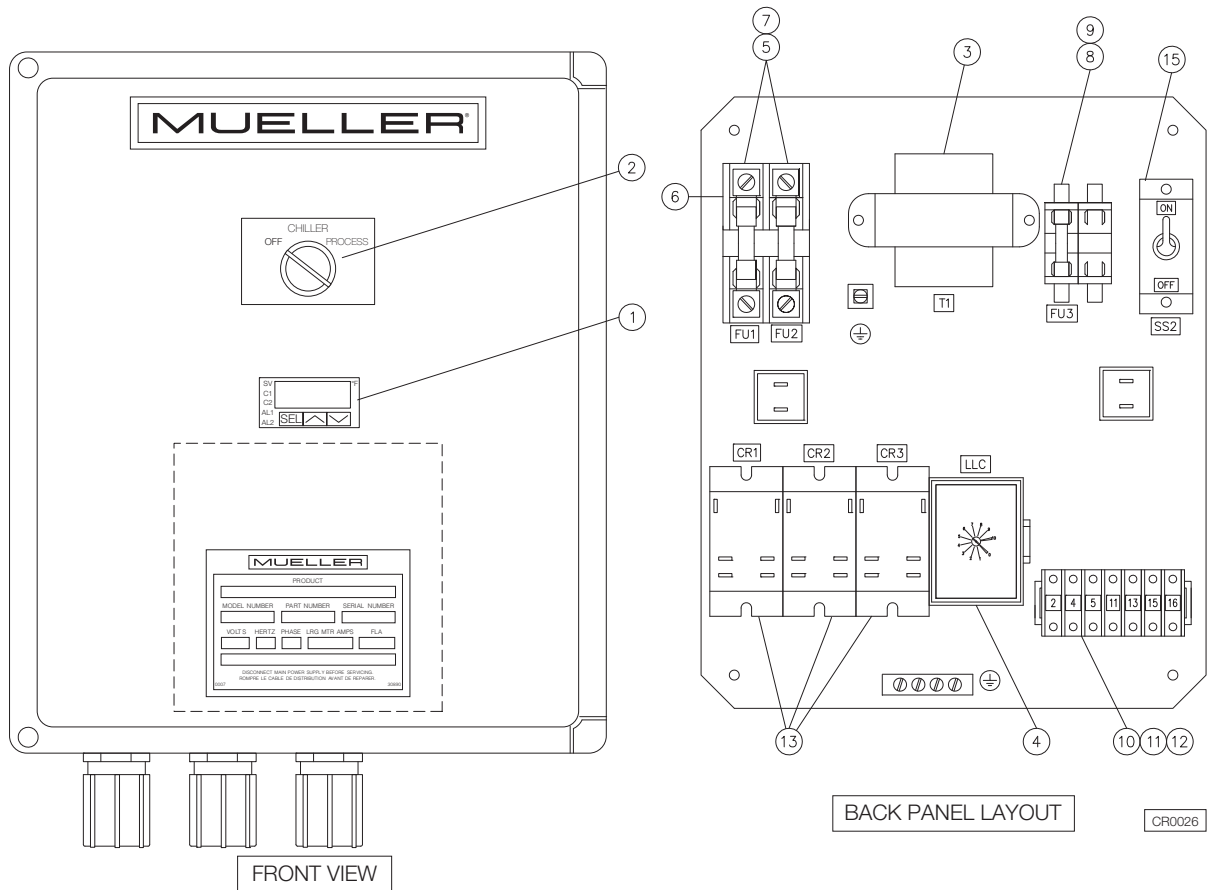 MUELLER®
CHILLER
OFF PROCESS
2
SV °F
C1
C2
AL1
AL2 SEL
1
MUELLER
PRODUCT
MODEL NUMBER PART NUMBER SERIAL NUMBER
VOLTS HERTZ PHASE LRG MTR AMPS FLA
DISCONNECT MAIN POWER SUPPLY BEFORE SERVICING.
ROMPRE LE CABLE DE DISTRIBUTION AVANT DE REPARER.
FRONT VIEW
7
5
3
9
8
15
6
ON
OFF
FU1 FU2
T1
FU3
SS2
CR1 CR2 CR3
LLC
2 4 5 11 13 15 16
13
4
10 11 12
BACK PANEL LAYOUT
CR0026